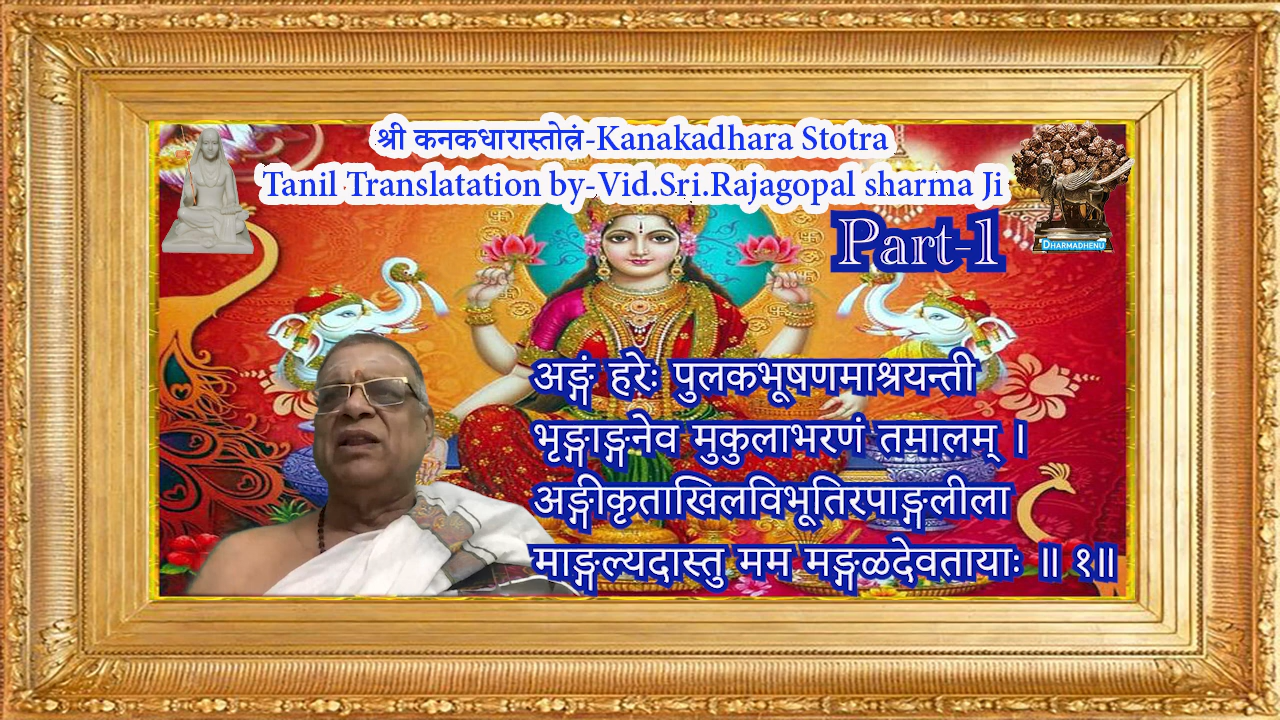 श्री कनकधारास्तोत्रं-Kanakadhara Stotra
Tanil Translatation by-Vid.Sri.Rajagopal sharma Ji
Part-1
DHARMADHENU
अङ्गं हरेः पुलकभूषणमाश्रयन्ती
भृङ्गाङ्गनेव मुकुलाभरणं तमालम् ।
अङ्गीकृताखिलविभूतिरपाङ्गलीला
माङ्गल्यदास्तु मम मङ्गळदेवतायाः ॥ १॥